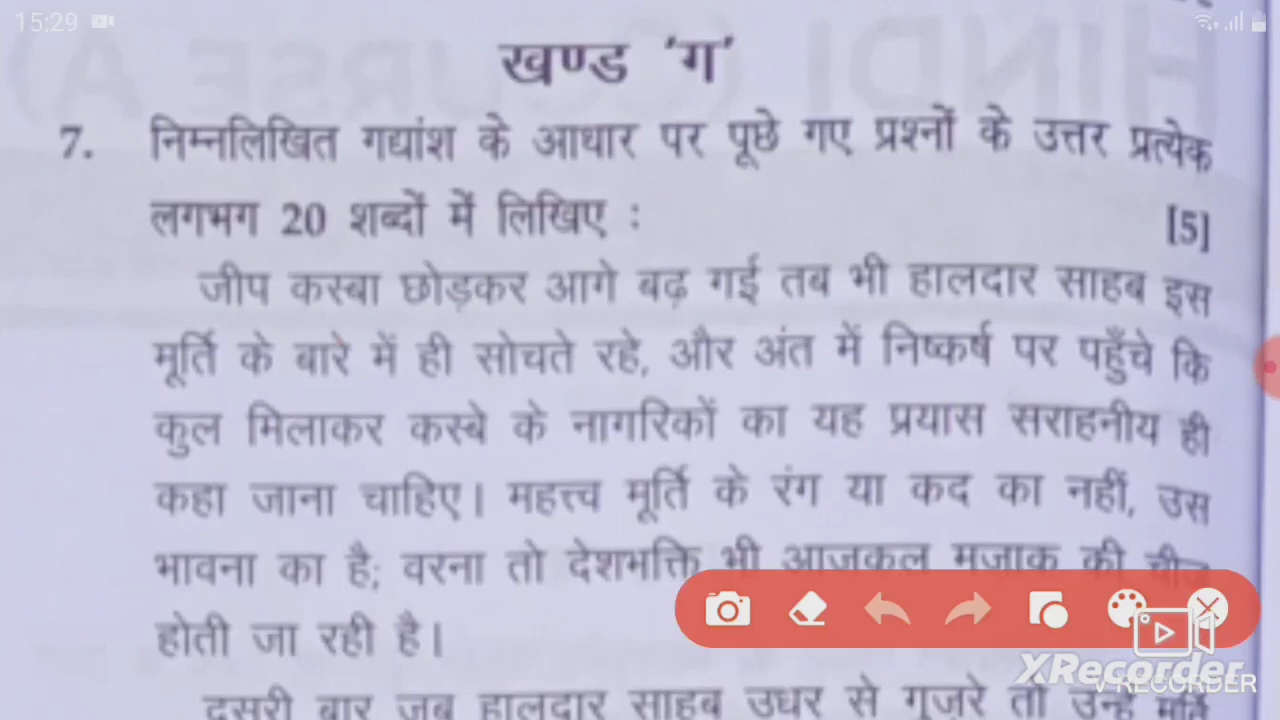 15:29
खण्ड 'ग'
7. निम्नलिखित गद्यांश के आधार पर पूछे गए प्रश्नों के उत्तर प्रत्येक
लगभग 20 शब्दों में लिखिए : [5]
जीप कस्बा छोड़कर आगे बढ़ गई तब भी हालदार साहब इस
मूर्ति के बारे में ही सोचते रहे, और अंत में निष्कर्ष पर पहुँचे कि
कुल मिलाकर कस्बे के नागरिकों का यह प्रयास सराहनीय ही
कहा जाना चाहिए। महत्त्व मूर्ति के रंग या कद का नहीं, उस
भावना का है; वरना तो देशभक्ति भी आजकल मजाक की चीज
होती जा रही है।
दूसरी बार जब हालदार साहब उधर से गुजरे तो उन्हें मूर्ति
XRecorder
V RECORDER